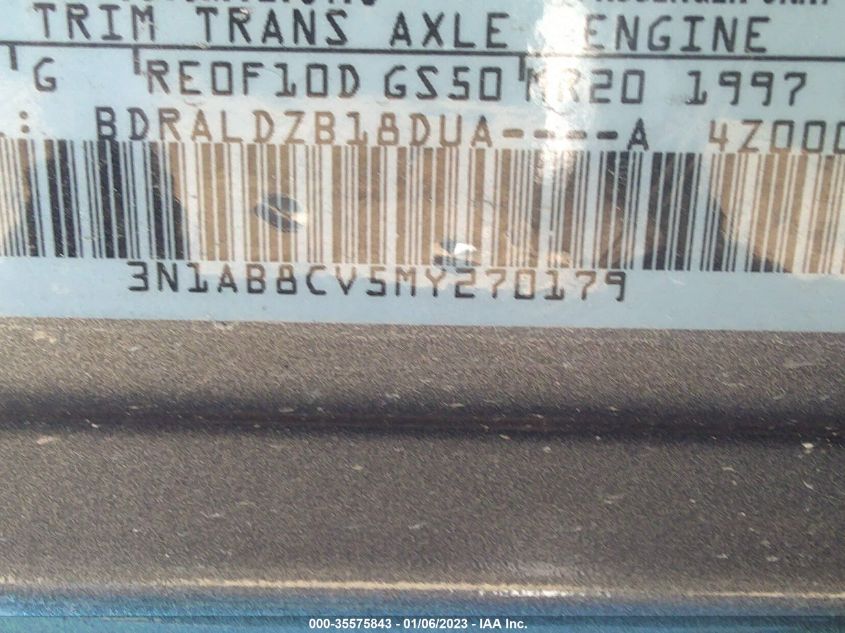 TRIM TRANS AXLE ENGINE
G RE0F10D GS50 MR20 1997
: BDRALDZB18DUA----A 4Z000
3N1AB8CV5MY270179
000-35575843 - 01/06/2023 - IAA Inc.